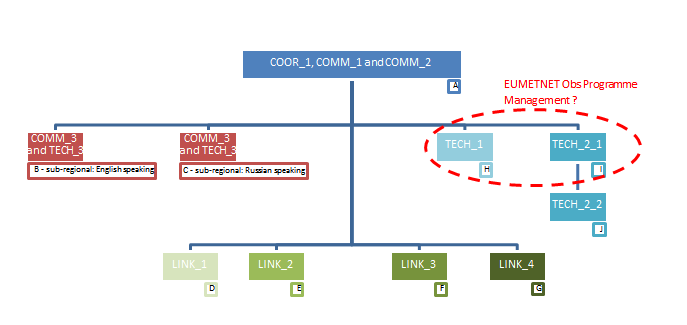 COOR_1, COMM_1 and COMM_2
A
EUMETNET Obs Programme
Management ?
COMM_3
and TECH_3
B - sub-regional: English speaking
COMM_3
and TECH_3
C - sub-regional: Russian speaking
TECH_1
H
TECH_2_1
I
TECH_2_2
J
LINK_1
D
LINK_2
E
LINK_3
F
LINK_4
G